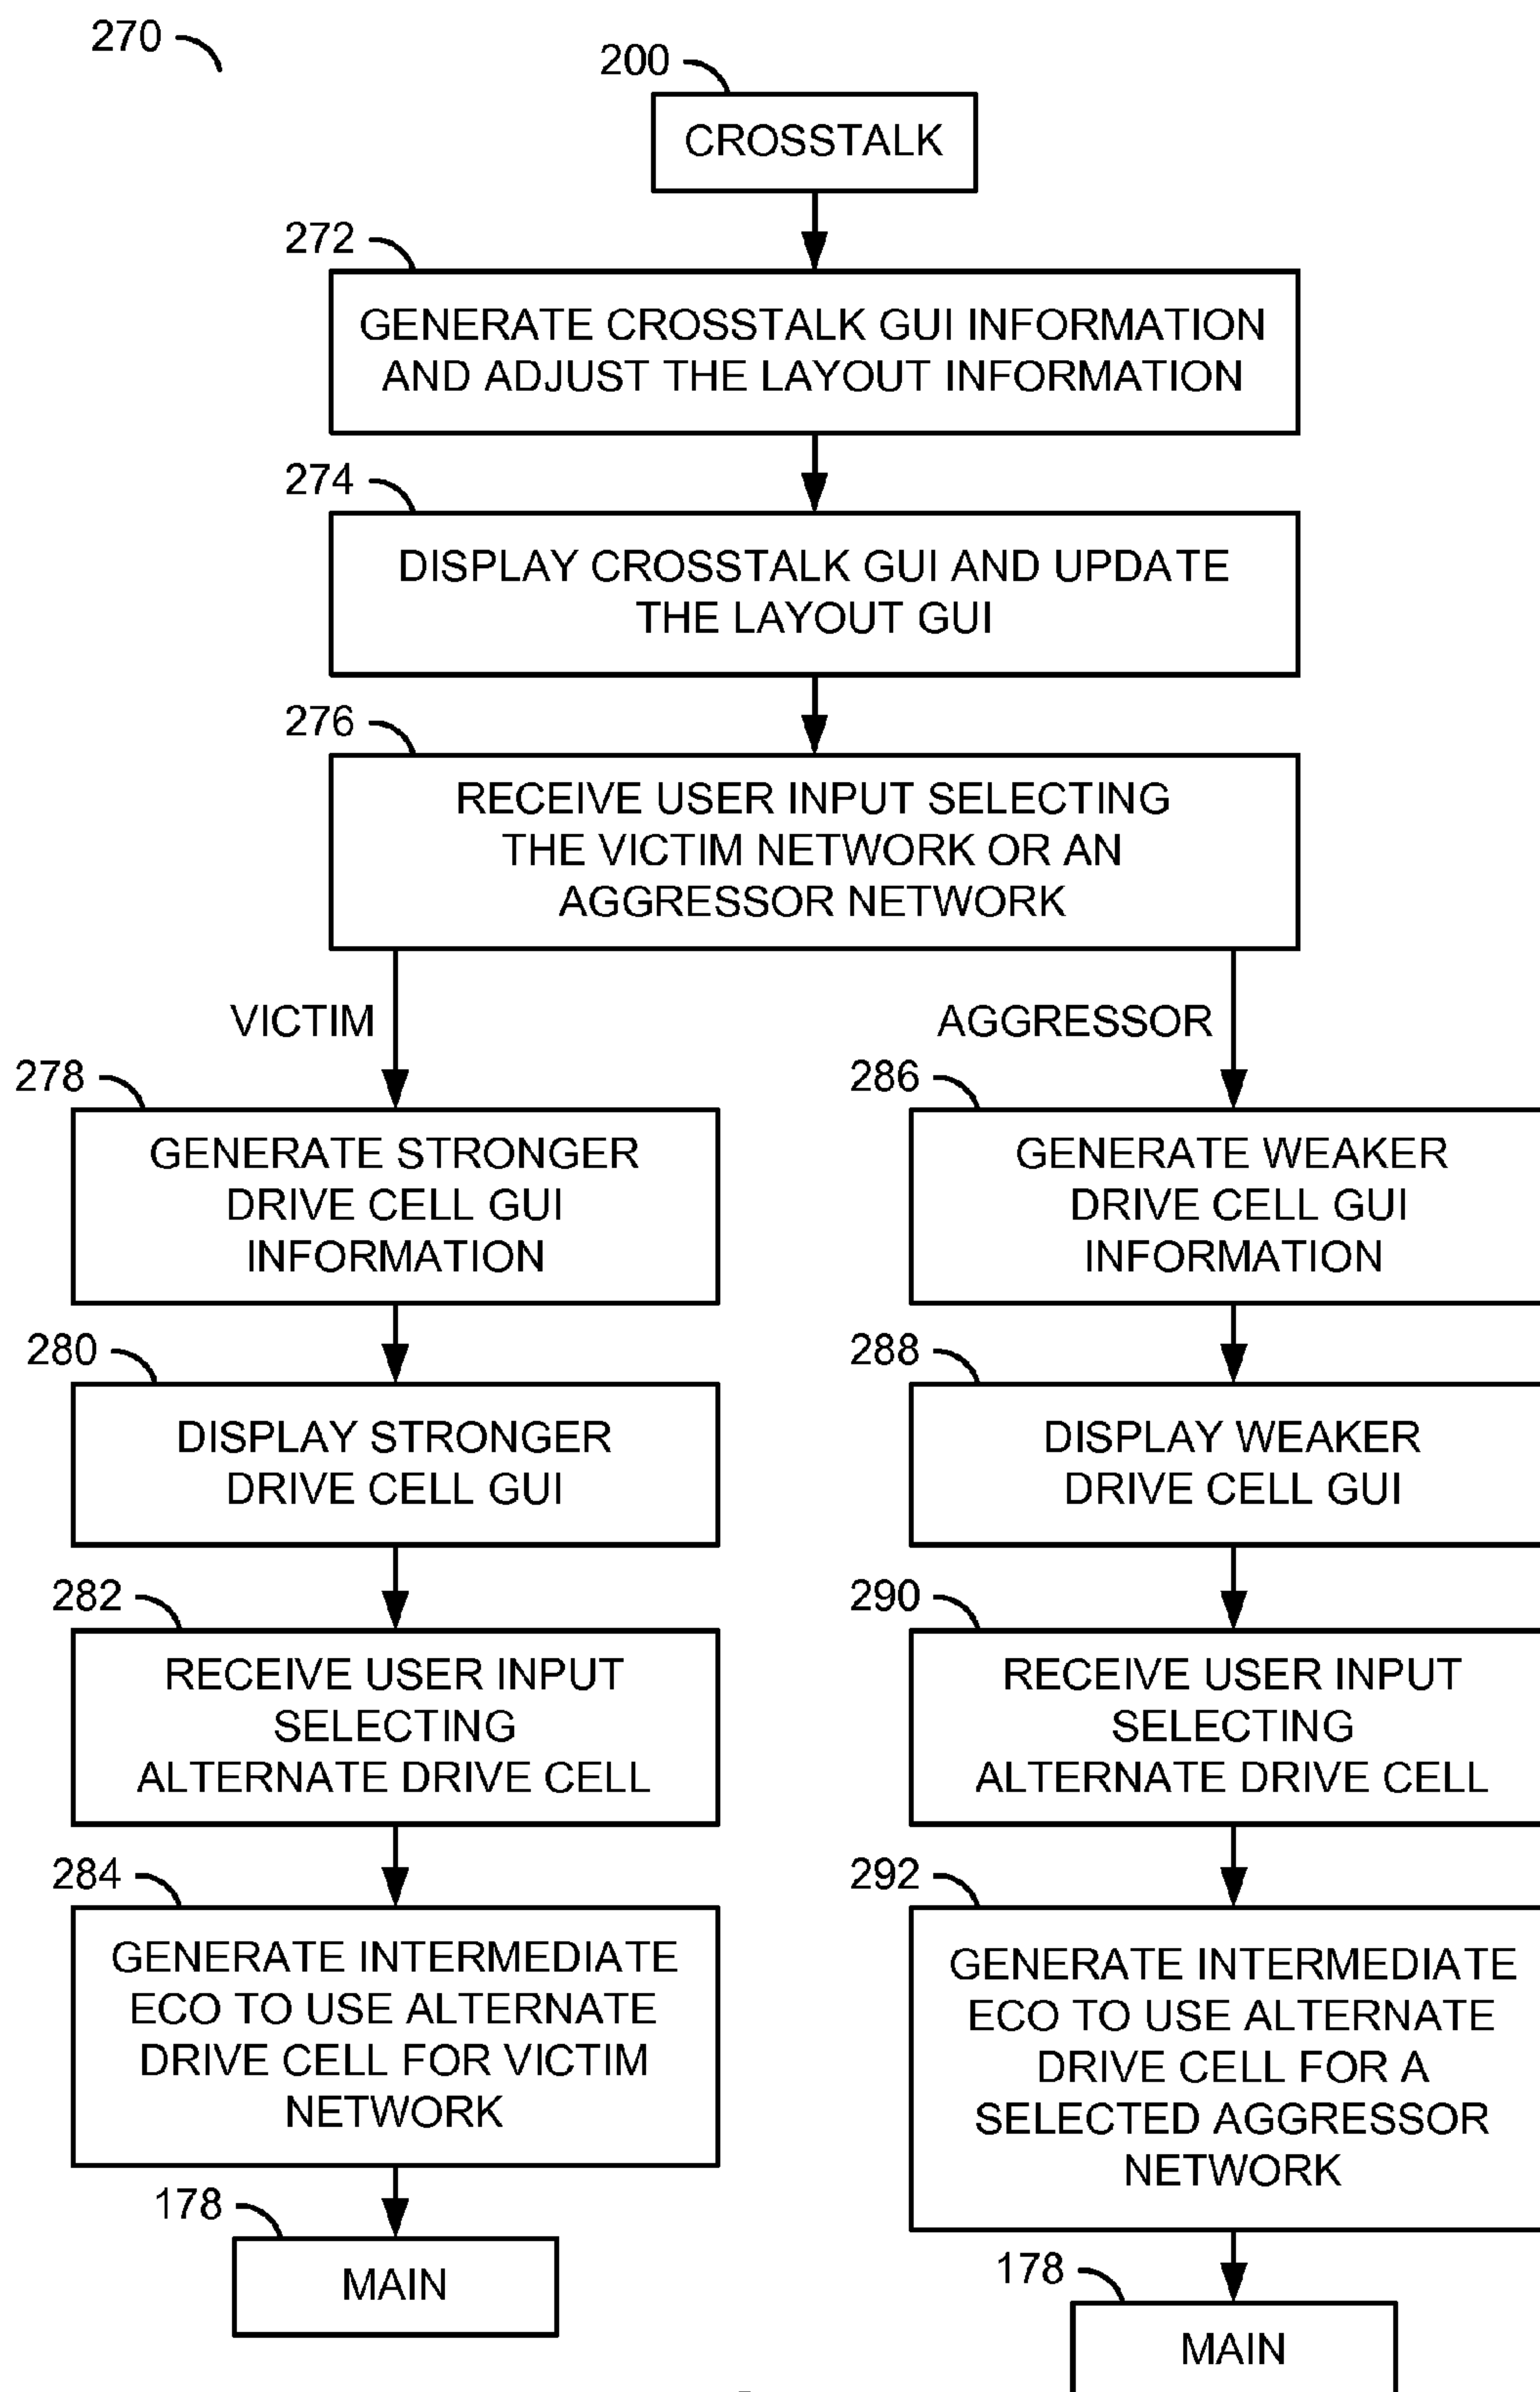 270
200
CROSSTALK
272
GENERATE CROSSTALK GUI INFORMATION
AND ADJUST THE LAYOUT INFORMATION
274
DISPLAY CROSSTALK GUI AND UPDATE
THE LAYOUT GUI
276
RECEIVE USER INPUT SELECTING
THE VICTIM NETWORK OR AN
AGGRESSOR NETWORK
VICTIM
278
GENERATE STRONGER
DRIVE CELL GUI
INFORMATION
280
DISPLAY STRONGER
DRIVE CELL GUI
282
RECEIVE USER INPUT
SELECTING
ALTERNATE DRIVE CELL
284
GENERATE INTERMEDIATE
ECO TO USE ALTERNATE
DRIVE CELL FOR VICTIM
NETWORK
178
MAIN
AGGRESSOR
286
GENERATE WEAKER
DRIVE CELL GUI
INFORMATION
288
DISPLAY WEAKER
DRIVE CELL GUI
290
RECEIVE USER INPUT
SELECTING
ALTERNATE DRIVE CELL
292
GENERATE INTERMEDIATE
ECO TO USE ALTERNATE
DRIVE CELL FOR A
SELECTED AGGRESSOR
NETWORK
178
MAIN